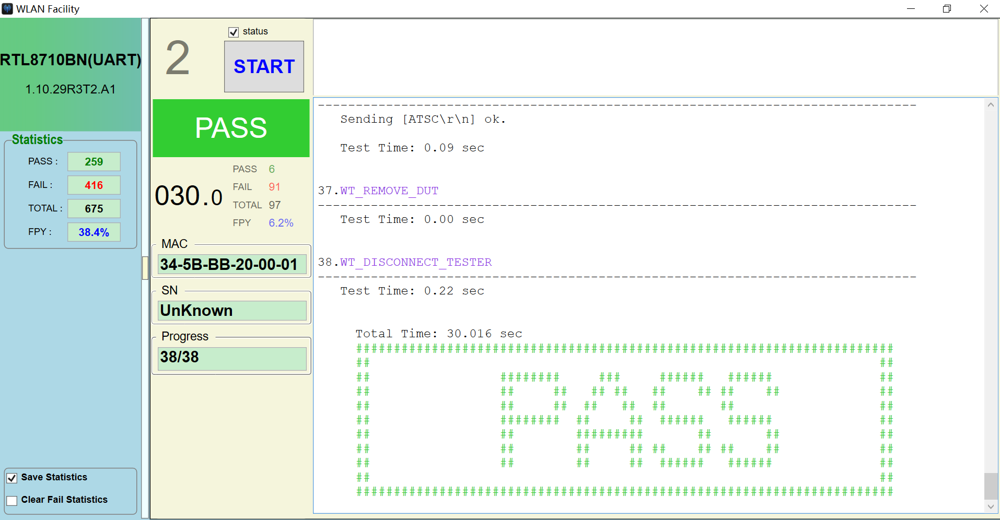 WLAN Facility
RTL8710BN(UART)
1.10.29R3T2.A1
Statistics
PASS : 259
FAIL : 416
TOTAL : 675
FPY : 38.4%
Save Statistics
Clear Fail Statistics
2
status
START
PASS
030.0
PASS 6
FAIL 91
TOTAL 97
FPY 6.2%
MAC
34-5B-BB-20-00-01
SN
UnKnown
Progress
38/38
Sending [ATSC\r\n] ok.
Test Time: 0.09 sec
37.WT_REMOVE_DUT
Test Time: 0.00 sec
38.WT_DISCONNECT_TESTER
Test Time: 0.22 sec
Total Time: 30.016 sec
PASS